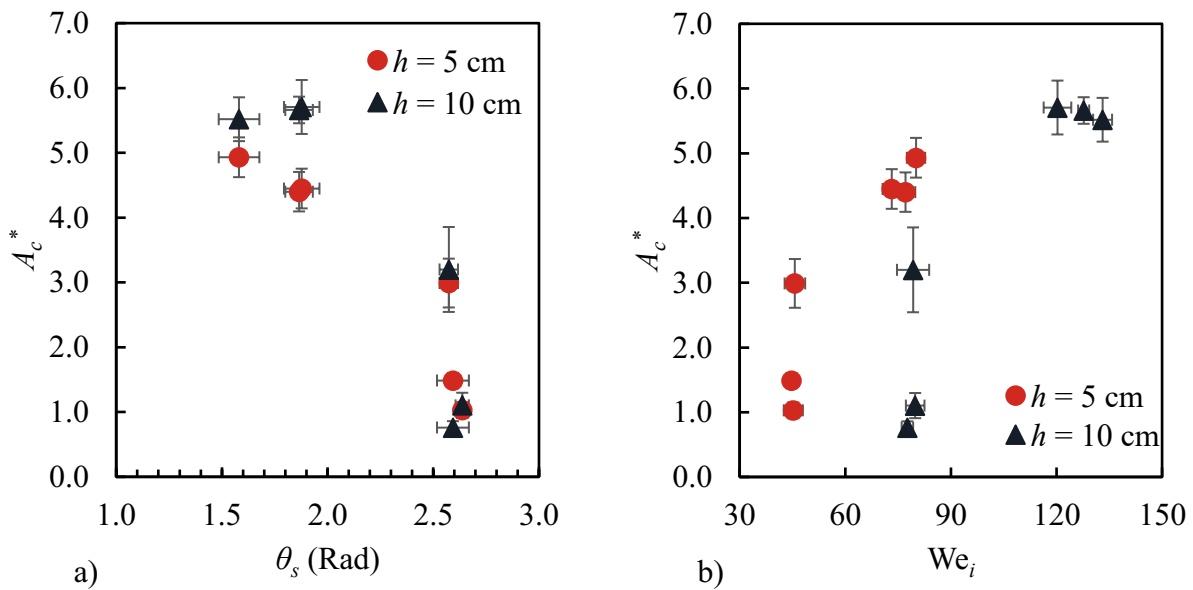 7.0
6.0
5.0
4.0
3.0
2.0
1.0
0.0
A_c^*
h = 5 cm
h = 10 cm
1.0 1.5 2.0 2.5 3.0
θ_s (Rad)
a)
7.0
6.0
5.0
4.0
3.0
2.0
1.0
0.0
A_c^*
h = 5 cm
h = 10 cm
30 60 90 120 150
We_i
b)